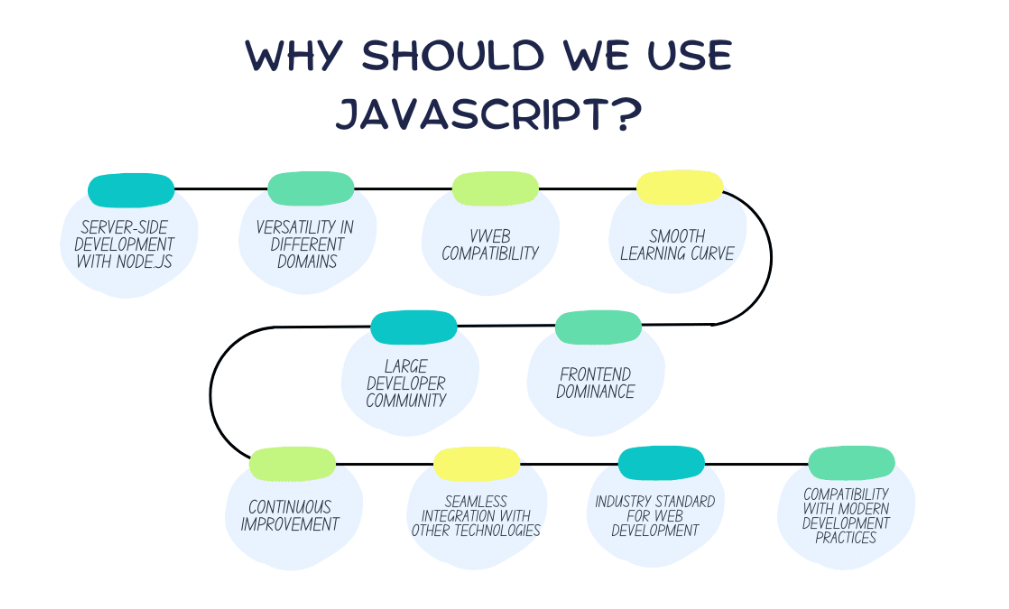 WHY SHOULD WE USE
JAVASCRIPT?
SERVER-SIDE
DEVELOPMENT
WITH NODE.JS
VERSATILITY IN
DIFFERENT
DOMAINS
VWEB
COMPATIBILITY
SMOOTH
LEARNING CURVE
LARGE
DEVELOPER
COMMUNITY
FRONTEND
DOMINANCE
CONTINUOUS
IMPROVEMENT
SEAMLESS
INTEGRATION WITH
OTHER TECHNOLOGIES
INDUSTRY STANDARD
FOR WEB
DEVELOPMENT
COMPATIBILITY
WITH MODERN
DEVELOPMENT
PRACTICES